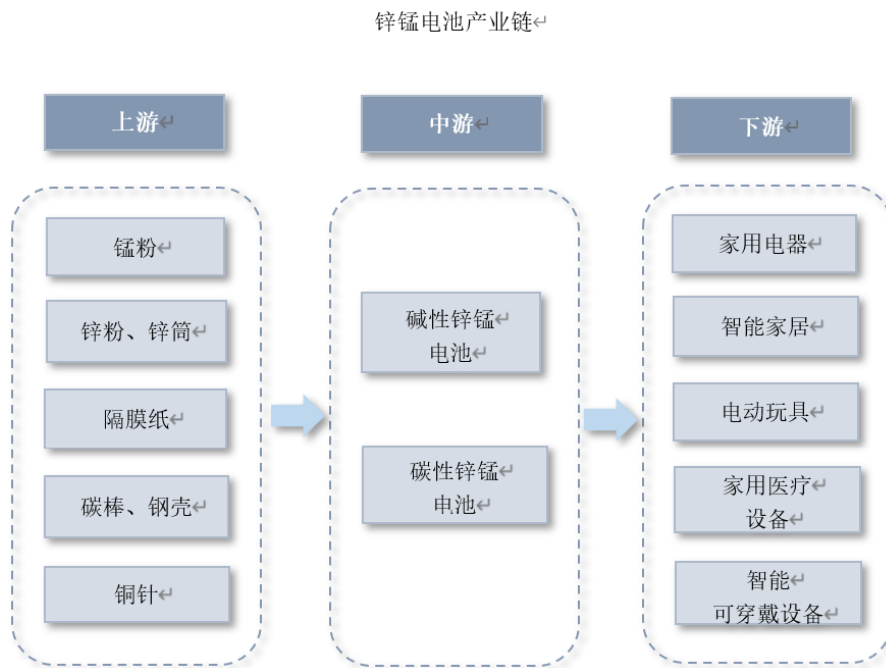 锌锰电池产业链
上游
锰粉
锌粉、锌筒
隔膜纸
碳棒、钢壳
铜针
中游
碱性锌锰
电池
碳性锌锰
电池
下游
家用电器
智能家居
电动玩具
家用医疗
设备
智能
可穿戴设备